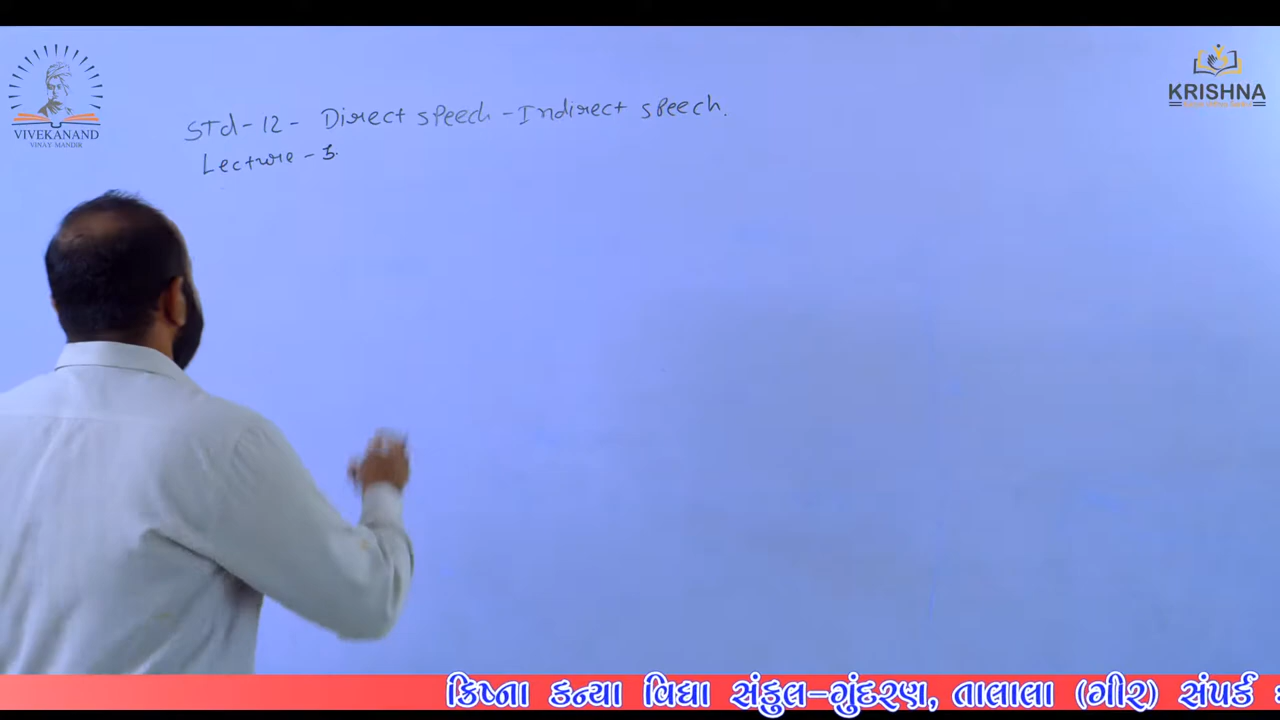 VIVEKANAND
VINAY MANDIR
KRISHNA
Std-12- Direct speech-Indirect speech.
Lecture-3.
ક્રિષ્ના કન્યા વિદ્યા સંકુલ-ગુંદરણ, તાલાલા (ગીર) સંપર્ક :